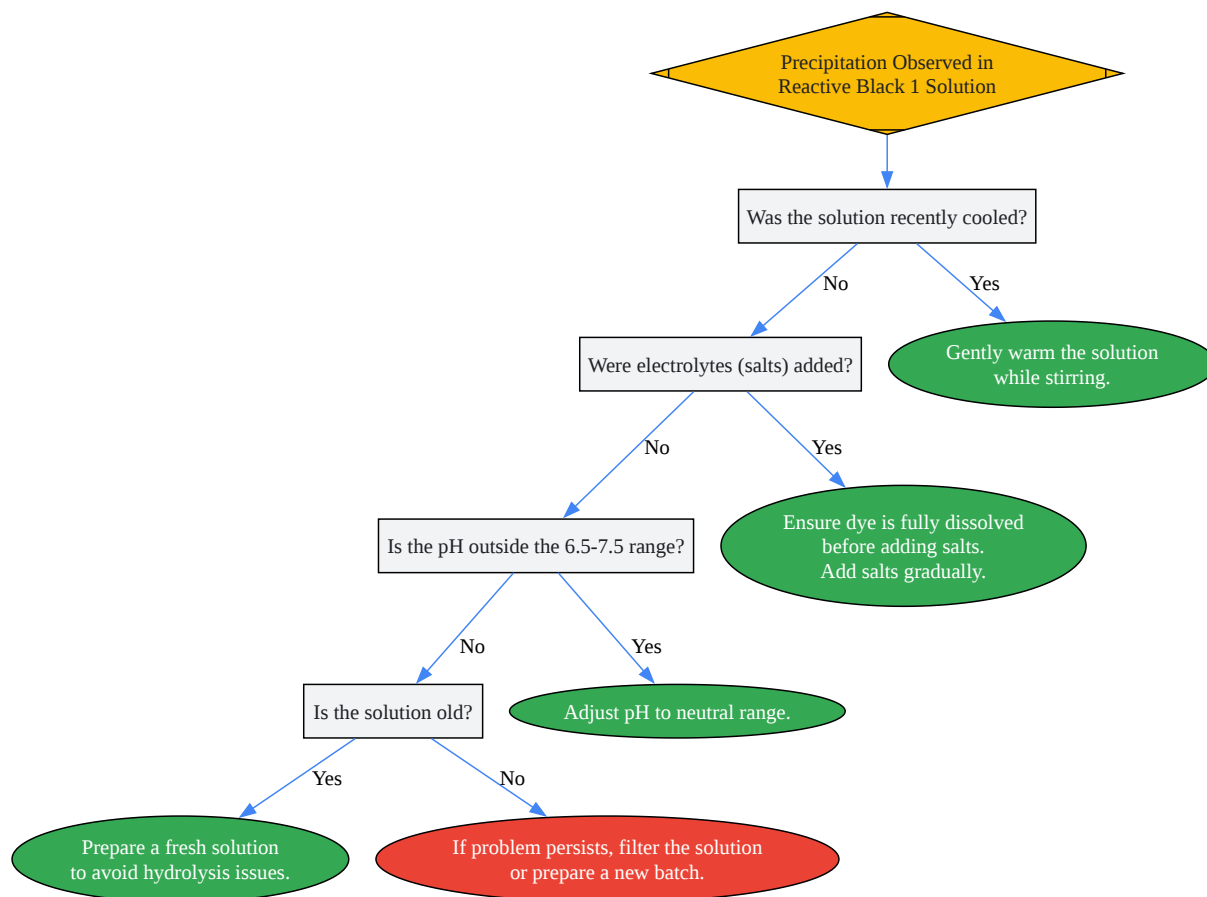 Precipitation Observed in
Reactive Black 1 Solution
Was the solution recently cooled?
No
Yes
Were electrolytes (salts) added?
Gently warm the solution
while stirring.
No
Yes
Is the pH outside the 6.5-7.5 range?
Ensure dye is fully dissolved
before adding salts.
Add salts gradually.
No
Yes
Is the solution old?
Adjust pH to neutral range.
Yes
No
Prepare a fresh solution
to avoid hydrolysis issues.
If problem persists, filter the solution
or prepare a new batch.